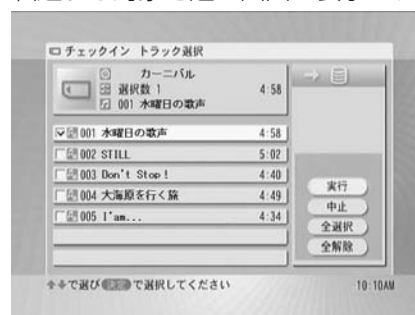 チェックイン トラック選択
カーニバル
選択数 1 4:58
001 水曜日の歌声
001 水曜日の歌声 4:58
002 STILL 5:02
003 Don't Stop! 4:40
004 大海原を行く旅 4:49
005 I'am... 4:34
実行
中止
全選択
全解除
で選び 決定 で選択してください 10:10AM